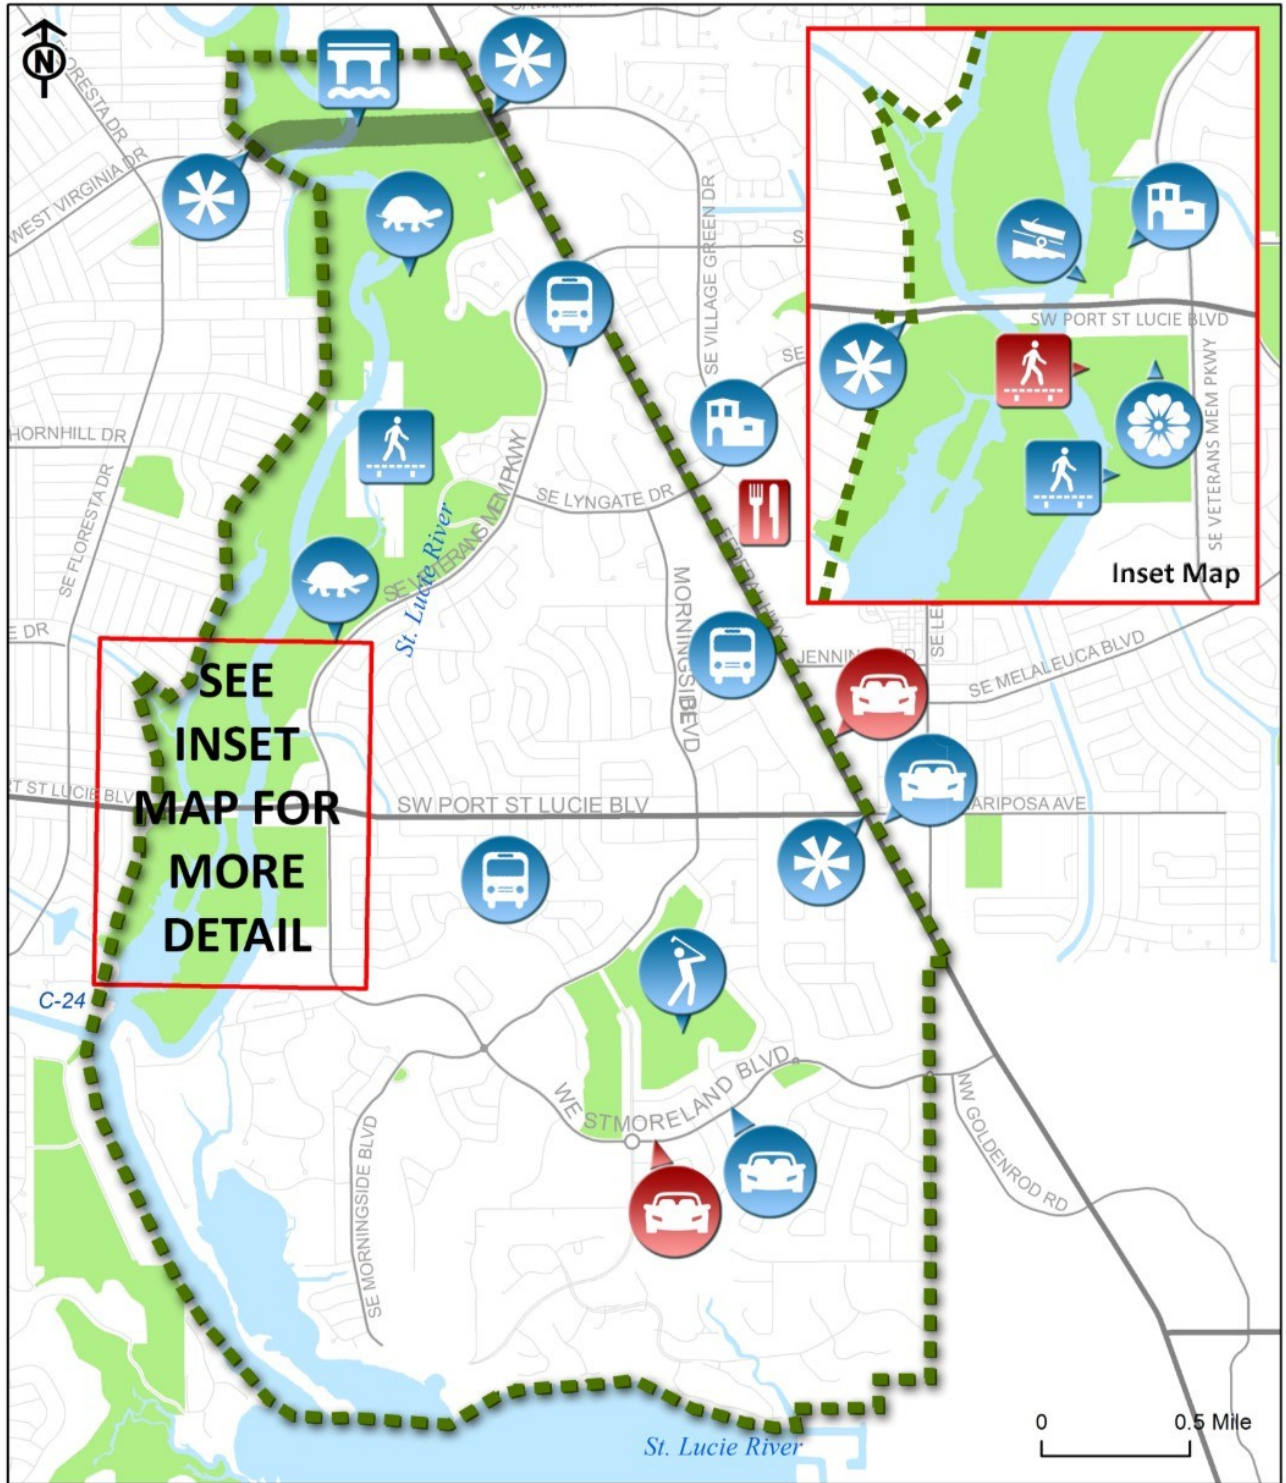 N
SE FLORESTA DR
WEST VIRGINIA DR
SE VILLAGE GREEN DR
S
SE
SW PORT ST LUCIE BLVD
SE VETERANS MEM PKWY
Inset Map
HORNHILL DR
SE FLORESTA DR
SE LYNGATE DR
SE VETERANS MEM PKWY
St. Lucie River
MORNINGSIDE BLVD
FEDERAL HWY
E DR
SE LE
SE MELALEUCA BLVD
SEE
INSET
MAP FOR
MORE
DETAIL
RT ST LUCIE BLV
SW PORT ST LUCIE BLV
ARIPOSA AVE
C-24
WESTMORELAND BLVD
NW GOLDENROD RD
SE MORNINGSIDE BLVD
0 0.5 Mile
St. Lucie River